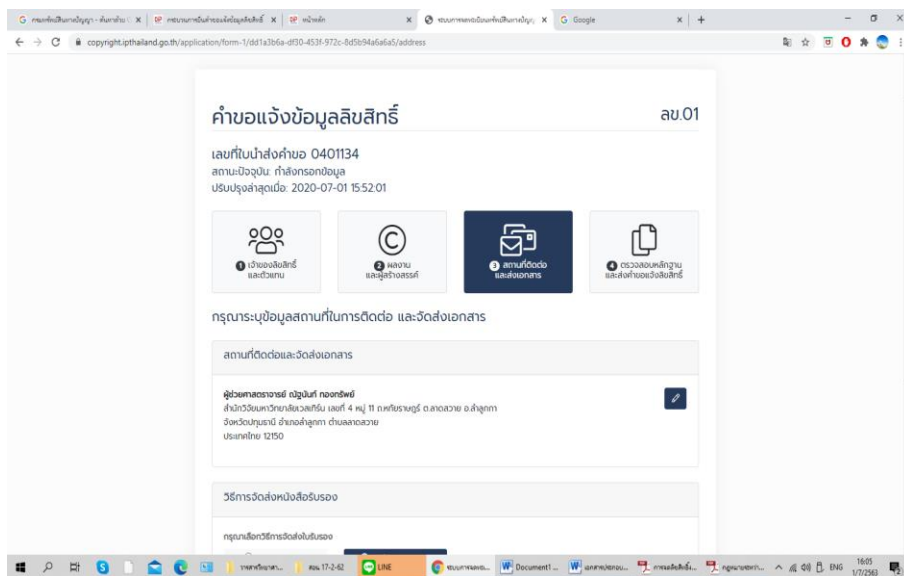 Google
copyright.ipthailand.go.th/application/form-1/dd1a3b6a-df30-453f-972c-8d5b94a6a6a5/address
คำขอแจ้งข้อมูลลิขสิทธิ์
ลข.01
เลขที่ใบนำส่งคำขอ 0401134
สถานะปัจจุบัน: กำลังกรอกข้อมูล
ปรับปรุงล่าสุดเมื่อ: 2020-07-01 15:52:01
1 เจ้าของลิขสิทธิ์
และตัวแทน
2 ผลงาน
และผู้สร้างสรรค์
3 สถานที่ติดต่อ
และส่งเอกสาร
4 ตรวจสอบหลักฐาน
และส่งคำขอแจ้งลิขสิทธิ์
กรุณาระบุข้อมูลสถานที่ในการติดต่อ และจัดส่งเอกสาร
สถานที่ติดต่อและจัดส่งเอกสาร
ผู้ช่วยศาสตราจารย์ ณัฐนันท์ ทองทรัพย์
สำนักวิจัยมหาวิทยาลัยเวสเทิร์น เลขที่ 4 หมู่ 11 ถ.หทัยราษฎร์ ต.ลาดสวาย อ.ลำลูกกา
จังหวัดปทุมธานี อำเภอลำลูกกา ตำบลลาดสวาย
ประเทศไทย 12150
วิธีการจัดส่งหนังสือรับรอง
กรุณาเลือกวิธีการจัดส่งใบรับรอง
สอน 17-2-62
LINE
Document1 ...
ENG
16:05
1/7/2563